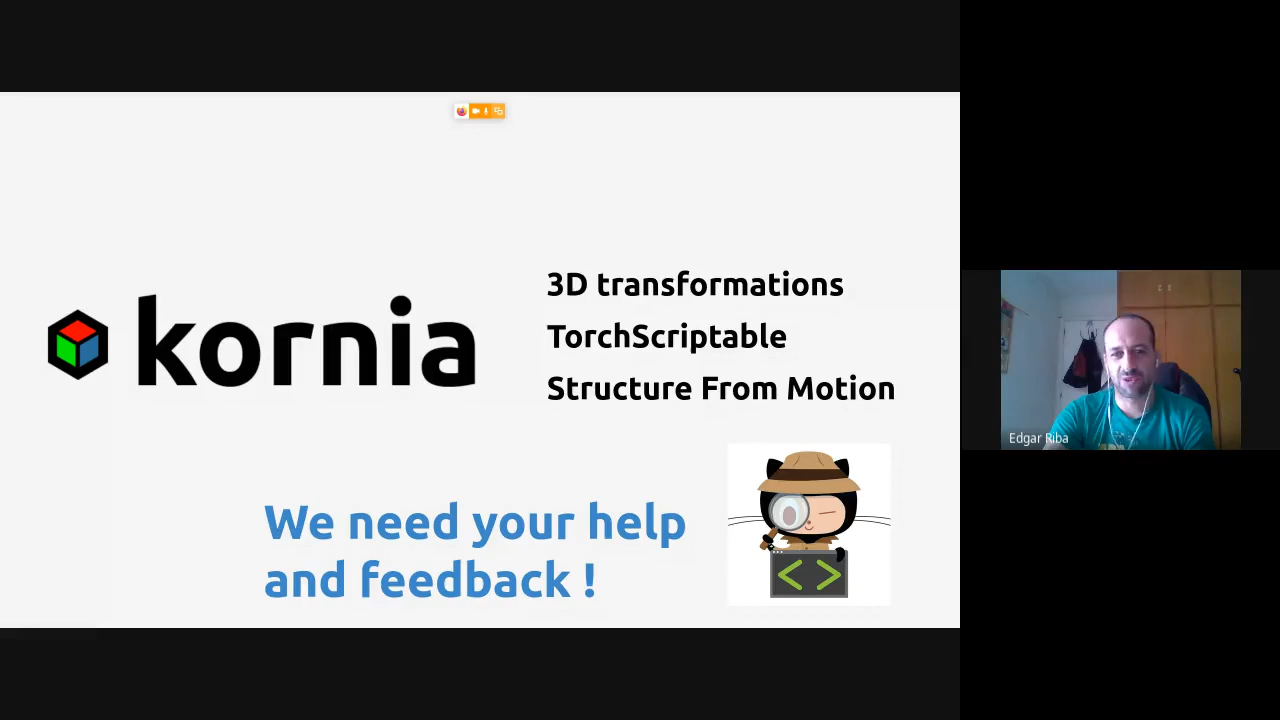 kornia
3D transformations
TorchScriptable
Structure From Motion
We need your help
and feedback !
Edgar Riba